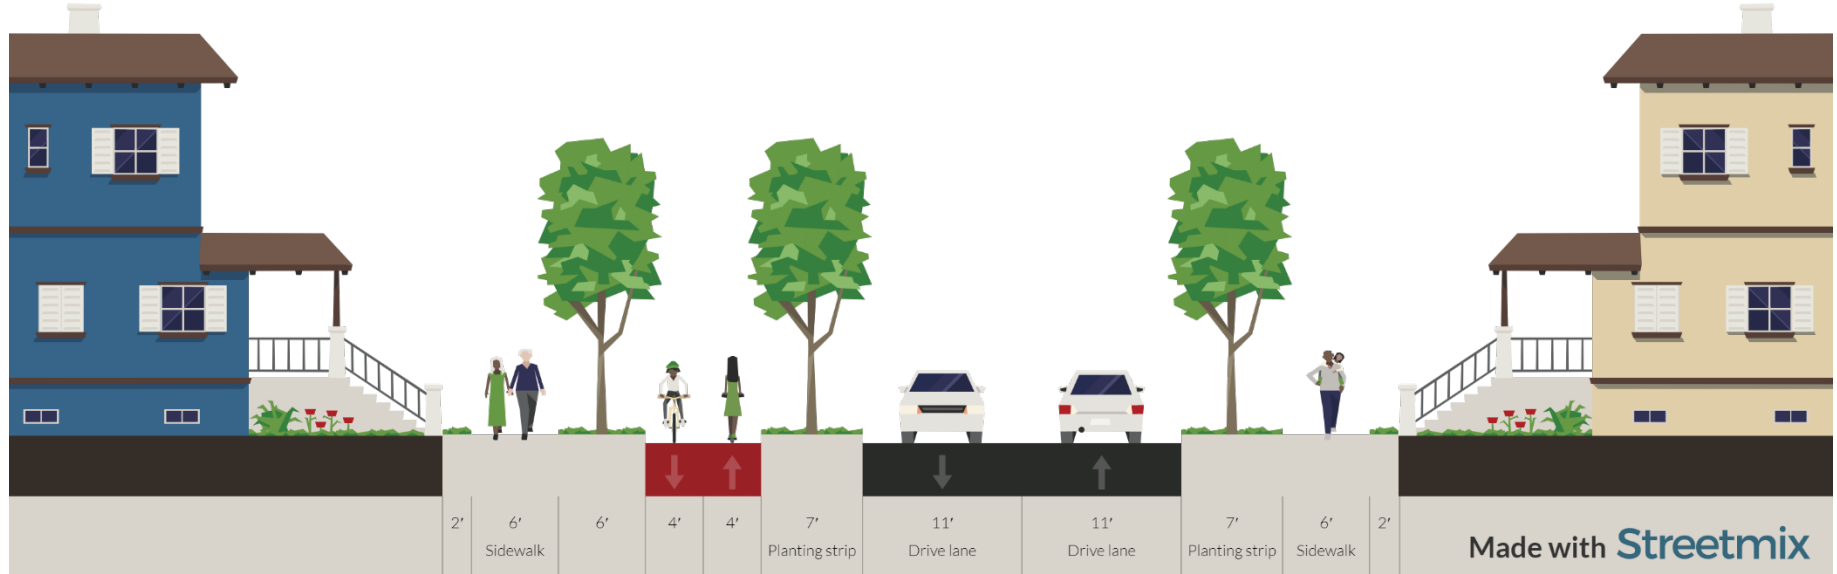 2′ 6′ 6′ 4′ 4′ 7′ 11′ 11′ 7′ 6′ 2′
Sidewalk Planting strip Drive lane Drive lane Planting strip Sidewalk
Made with Streetmix